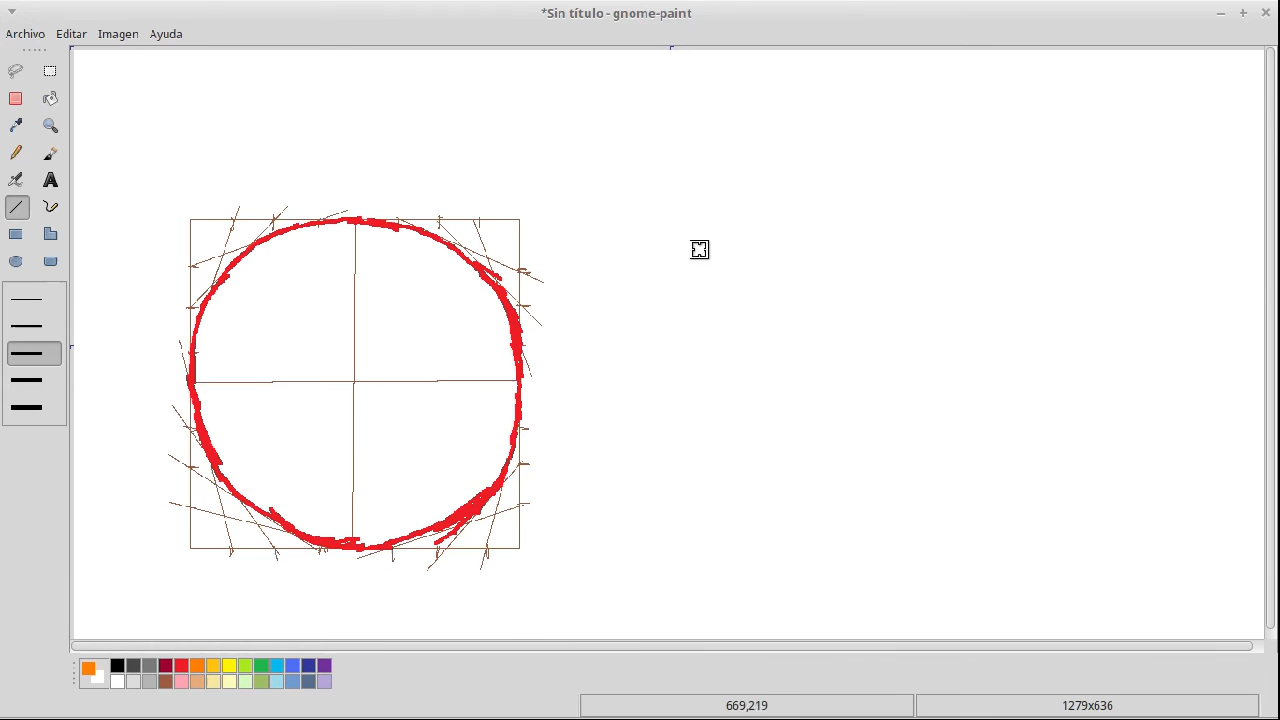 *Sin título - gnome-paint
Archivo Editar Imagen Ayuda
A
669,219 1279x636